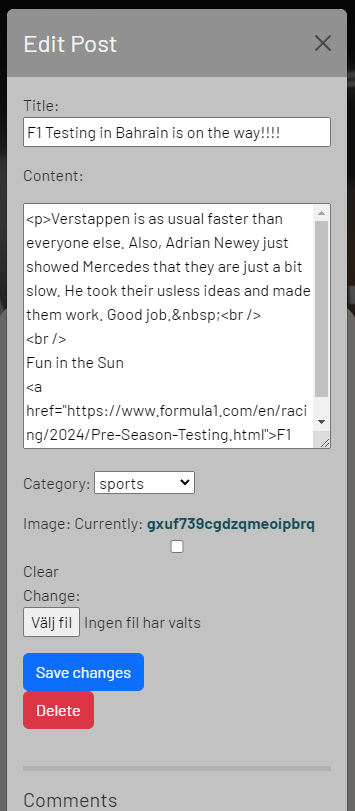 Edit Post
Title:
F1 Testing in Bahrain is on the way!!!!
Content:
<p>Verstappen is as usual faster than
everyone else. Also, Adrian Newey just
showed Mercedes that they are just a bit
slow. He took their usless ideas and made
them work. Good job.&nbsp;<br />
<br />
Fun in the Sun
<a
href="https://www.formula1.com/en/raci
ng/2024/Pre-Season-Testing.html">F1
Category: sports
Image: Currently: gxuf739cgdzqmeoipbrq
Clear
Change:
Välj fil Ingen fil har valts
Save changes
Delete
Comments